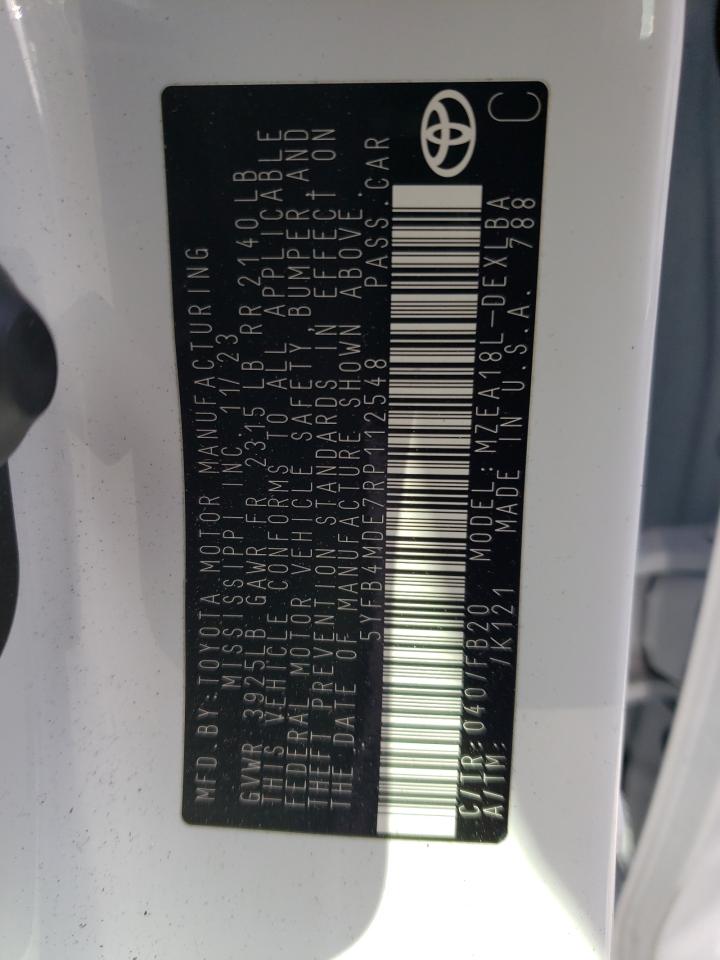 MFD.BY: TOYOTA MOTOR MANUFACTURING
MISSISSIPPI INC. 11/23
GVWR 3925LB GAWR FR 2315 LB RR 2140 LB
THIS VEHICLE CONFORMS TO ALL APPLICABLE
FEDERAL MOTOR VEHICLE SAFETY, BUMPER, AND
THEFT PREVENTION STANDARDS IN EFFECT ON
THE DATE OF MANUFACTURE SHOWN ABOVE.
5YFB4MDE7RP112548 PASS.CAR
C/TR: 040/FB20 MODEL: MZEA18L-DEXLBA
A/TM: /K121 MADE IN U.S.A. 788
C